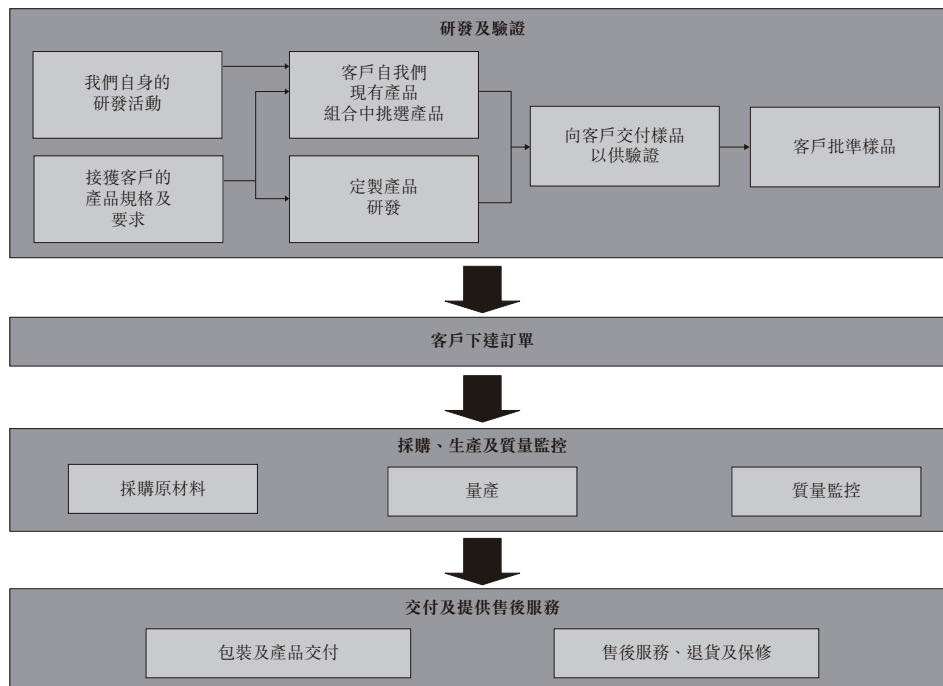 研發及驗證
我們自身的
研發活動
客戶自我們
現有產品
組合中挑選產品
接獲客戶的
產品規格及
要求
定製產品
研發
向客戶交付樣品
以供驗證
客戶批準樣品
客戶下達訂單
採購、生產及質量監控
採購原材料
量產
質量監控
交付及提供售後服務
包裝及產品交付
售後服務、退貨及保修